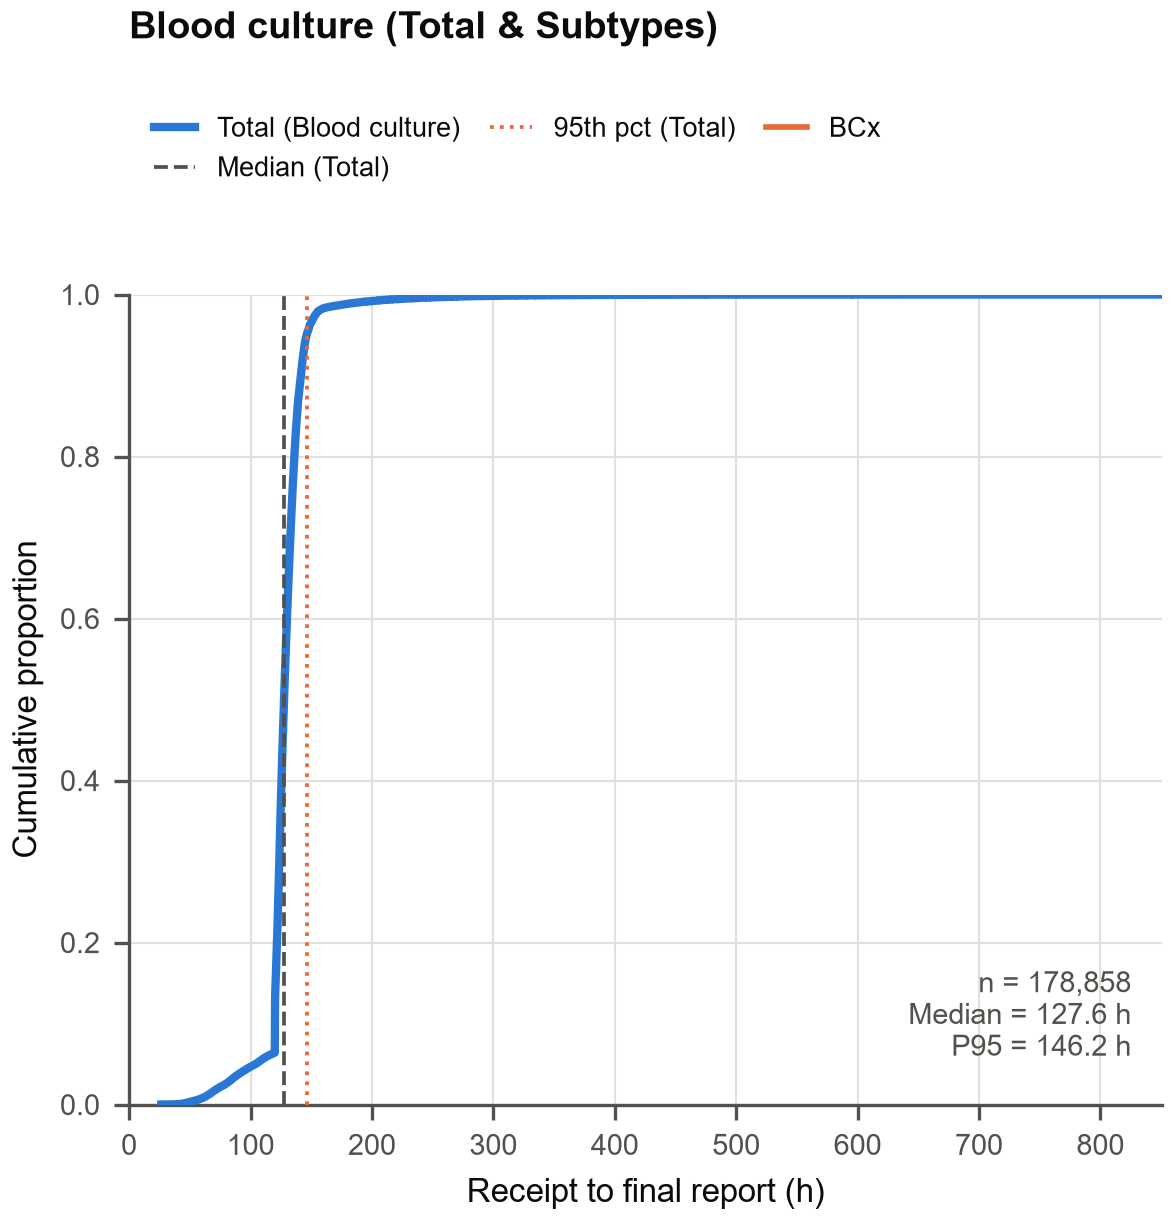 Blood culture (Total & Subtypes)
Total (Blood culture)
95th pct (Total)
BCx
Median (Total)
1.0
0.8
0.6
0.4
0.2
0.0
Cumulative proportion
n = 178,858
Median = 127.6 h
P95 = 146.2 h
0 100 200 300 400 500 600 700 800
Receipt to final report (h)